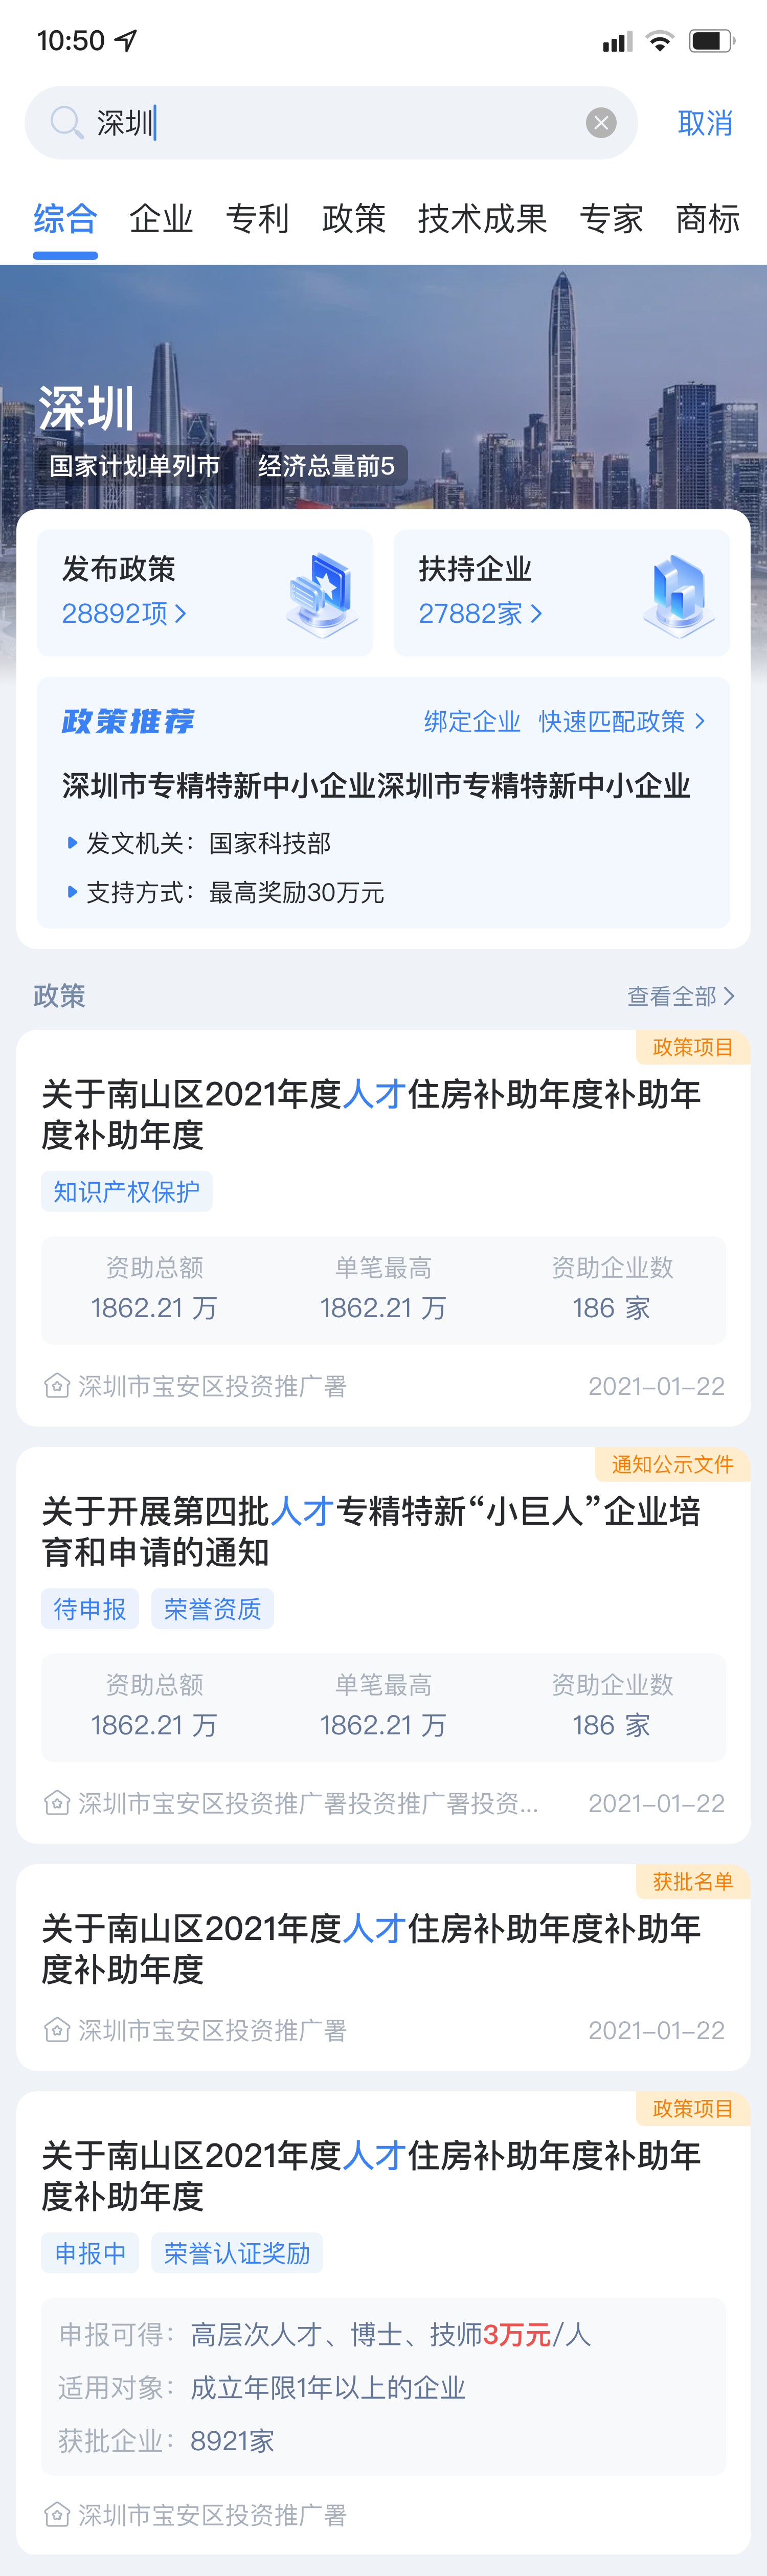 10:50
深圳
取消
综合 企业 专利 政策 技术成果 专家 商标
深圳
国家计划单列市 经济总量前5
发布政策 扶持企业
28892项 27882家
政策推荐 绑定企业 快速匹配政策
深圳市专精特新中小企业深圳市专精特新中小企业
发文机关：国家科技部
支持方式：最高奖励30万元
政策 查看全部
政策项目
关于南山区2021年度人才住房补助年度补助年
度补助年度
知识产权保护
资助总额 单笔最高 资助企业数
1862.21 万 1862.21 万 186 家
深圳市宝安区投资推广署 2021-01-22
通知公示文件
关于开展第四批人才专精特新“小巨人”企业培
育和申请的通知
待申报 荣誉资质
资助总额 单笔最高 资助企业数
1862.21 万 1862.21 万 186 家
深圳市宝安区投资推广署投资推广署投资... 2021-01-22
获批名单
关于南山区2021年度人才住房补助年度补助年
度补助年度
深圳市宝安区投资推广署 2021-01-22
政策项目
关于南山区2021年度人才住房补助年度补助年
度补助年度
申报中 荣誉认证奖励
申报可得：高层次人才、博士、技师3万元/人
适用对象：成立年限1年以上的企业
获批企业：8921家
深圳市宝安区投资推广署